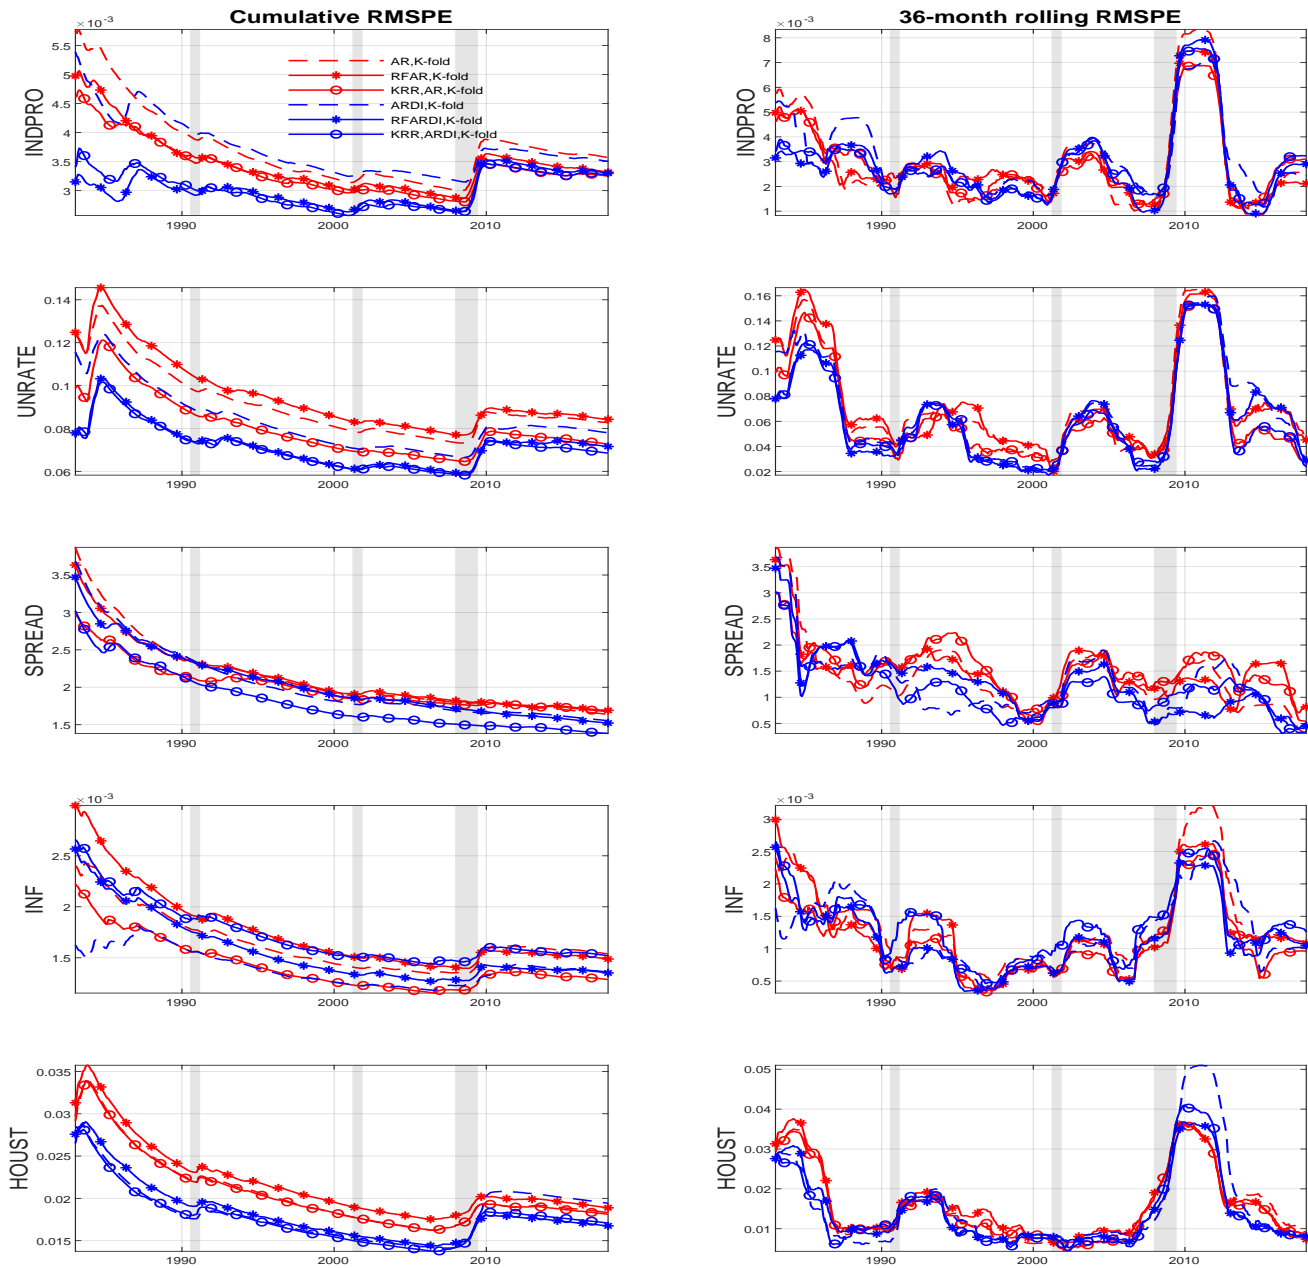 Cumulative RMSPE
36-month rolling RMSPE
× 10^-3
5.5
5
4.5
4
3.5
3
INDPRO
AR,K-fold
RFAR,K-fold
KRR,AR,K-fold
ARDI,K-fold
RFARDI,K-fold
KRR,ARDI,K-fold
1990 2000 2010
× 10^-3
8
7
6
5
4
3
2
1
INDPRO
1990 2000 2010
0.14
0.12
0.1
0.08
0.06
UNRATE
1990 2000 2010
0.16
0.14
0.12
0.1
0.08
0.06
0.04
0.02
UNRATE
1990 2000 2010
3.5
3
2.5
2
1.5
SPREAD
1990 2000 2010
3.5
3
2.5
2
1.5
1
0.5
SPREAD
1990 2000 2010
× 10^-3
2.5
2
1.5
INF
1990 2000 2010
× 10^-3
3
2.5
2
1.5
1
0.5
INF
1990 2000 2010
0.035
0.03
0.025
0.02
0.015
HOUST
1990 2000 2010
0.05
0.04
0.03
0.02
0.01
HOUST
1990 2000 2010